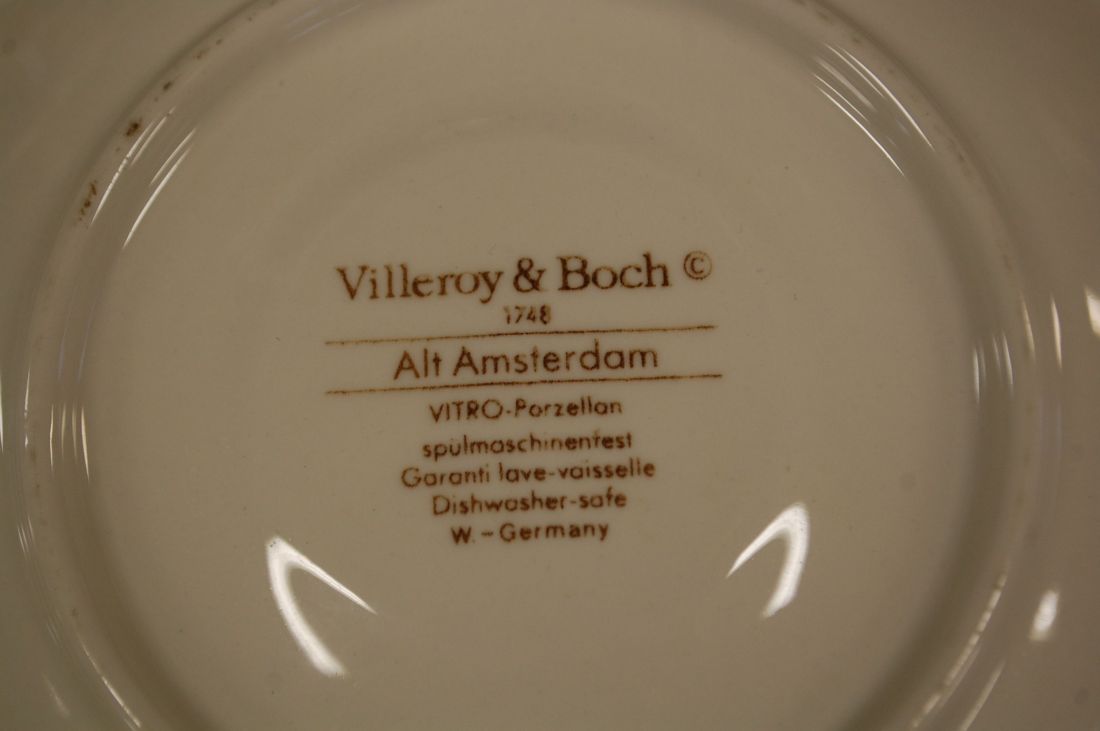 Villeroy & Boch ©
1748
Alt Amsterdam
VITRO-Porzellan
spülmaschinenfest
Garanti lave-vaisselle
Dishwasher-safe
W.-Germany